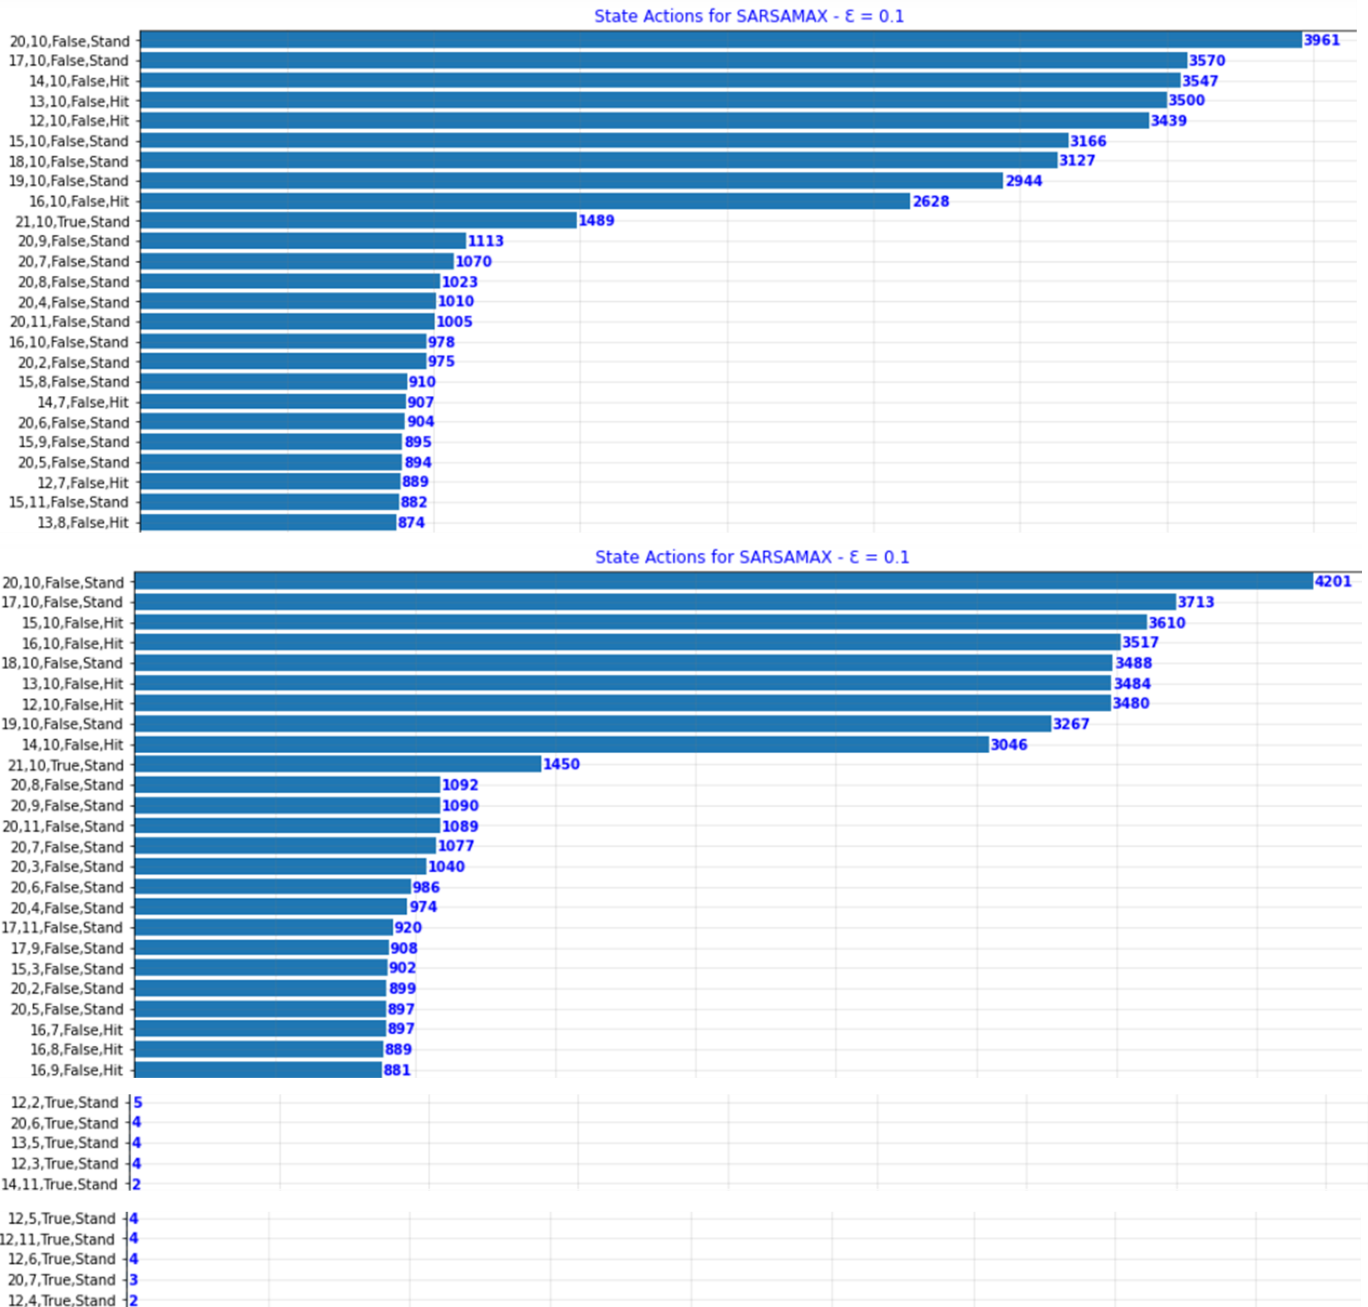 State Actions for SARSAMAX - Ɛ = 0.1
20,10,False,Stand 3961
17,10,False,Stand 3570
14,10,False,Hit 3547
13,10,False,Hit 3500
12,10,False,Hit 3439
15,10,False,Stand 3166
18,10,False,Stand 3127
19,10,False,Stand 2944
16,10,False,Hit 2628
21,10,True,Stand 1489
20,9,False,Stand 1113
20,7,False,Stand 1070
20,8,False,Stand 1023
20,4,False,Stand 1010
20,11,False,Stand 1005
16,10,False,Stand 978
20,2,False,Stand 975
15,8,False,Stand 910
14,7,False,Hit 907
20,6,False,Stand 904
15,9,False,Stand 895
20,5,False,Stand 894
12,7,False,Hit 889
15,11,False,Stand 882
13,8,False,Hit 874
State Actions for SARSAMAX - Ɛ = 0.1
20,10,False,Stand 4201
17,10,False,Stand 3713
15,10,False,Hit 3610
16,10,False,Hit 3517
18,10,False,Stand 3488
13,10,False,Hit 3484
12,10,False,Hit 3480
19,10,False,Stand 3267
14,10,False,Hit 3046
21,10,True,Stand 1450
20,8,False,Stand 1092
20,9,False,Stand 1090
20,11,False,Stand 1089
20,7,False,Stand 1077
20,3,False,Stand 1040
20,6,False,Stand 986
20,4,False,Stand 974
17,11,False,Stand 920
17,9,False,Stand 908
15,3,False,Stand 902
20,2,False,Stand 899
20,5,False,Stand 897
16,7,False,Hit 897
16,8,False,Hit 889
16,9,False,Hit 881
12,2,True,Stand 5
20,6,True,Stand 4
13,5,True,Stand 4
12,3,True,Stand 4
14,11,True,Stand 2
12,5,True,Stand 4
12,11,True,Stand 4
12,6,True,Stand 4
20,7,True,Stand 3
12,4,True,Stand 2